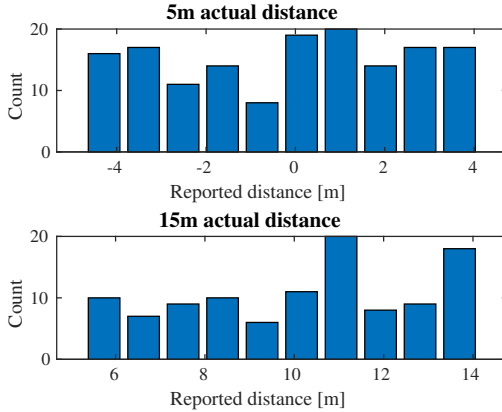 5m actual distance
20
10
0
Count
-4 -2 0 2 4
Reported distance [m]
15m actual distance
20
10
0
Count
6 8 10 12 14
Reported distance [m]